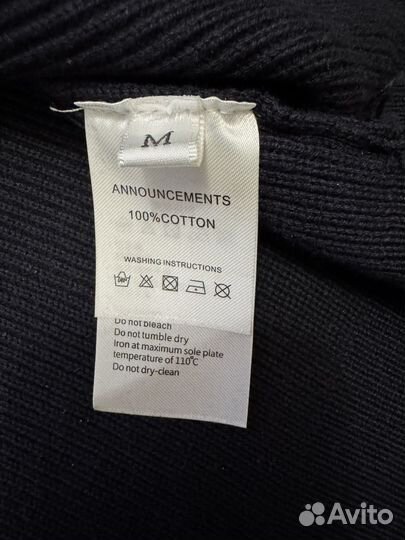 M
ANNOUNCEMENTS
100%COTTON
WASHING INSTRUCTIONS
Do not bleach
Do not tumble dry
Iron at maximum sole plate
temperature of 110℃
Do not dry-clean
Avito